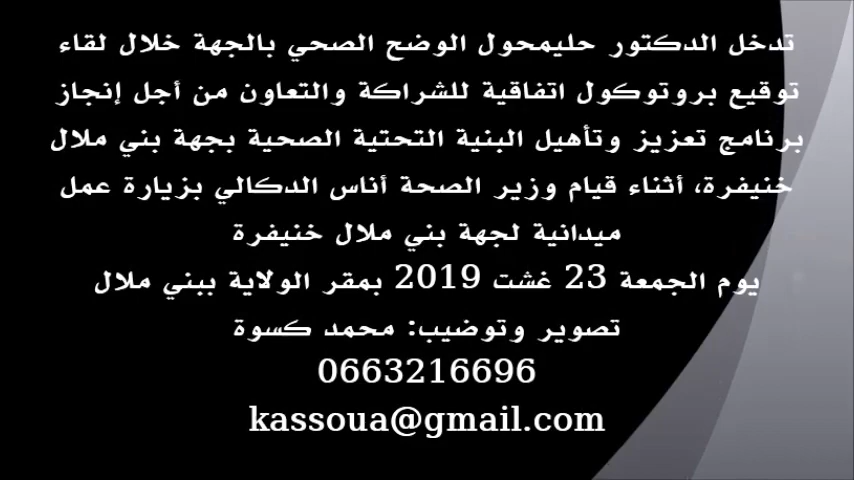 تدخل الدكتور حليمحول الوضع الصحي بالجهة خلال لقاء
توقيع بروتوكول اتفاقية للشراكة والتعاون من أجل إنجاز
برنامج تعزيز وتأهيل البنية التحتية الصحية بجهة بني ملال
خنيفرة، أثناء قيام وزير الصحة أناس الدكالي بزيارة عمل
ميدانية لجهة بني ملال خنيفرة
يوم الجمعة 23 غشت 2019 بمقر الولاية ببني ملال
تصوير وتوضيب: محمد كسوة
0663216696
kassoua@gmail.com